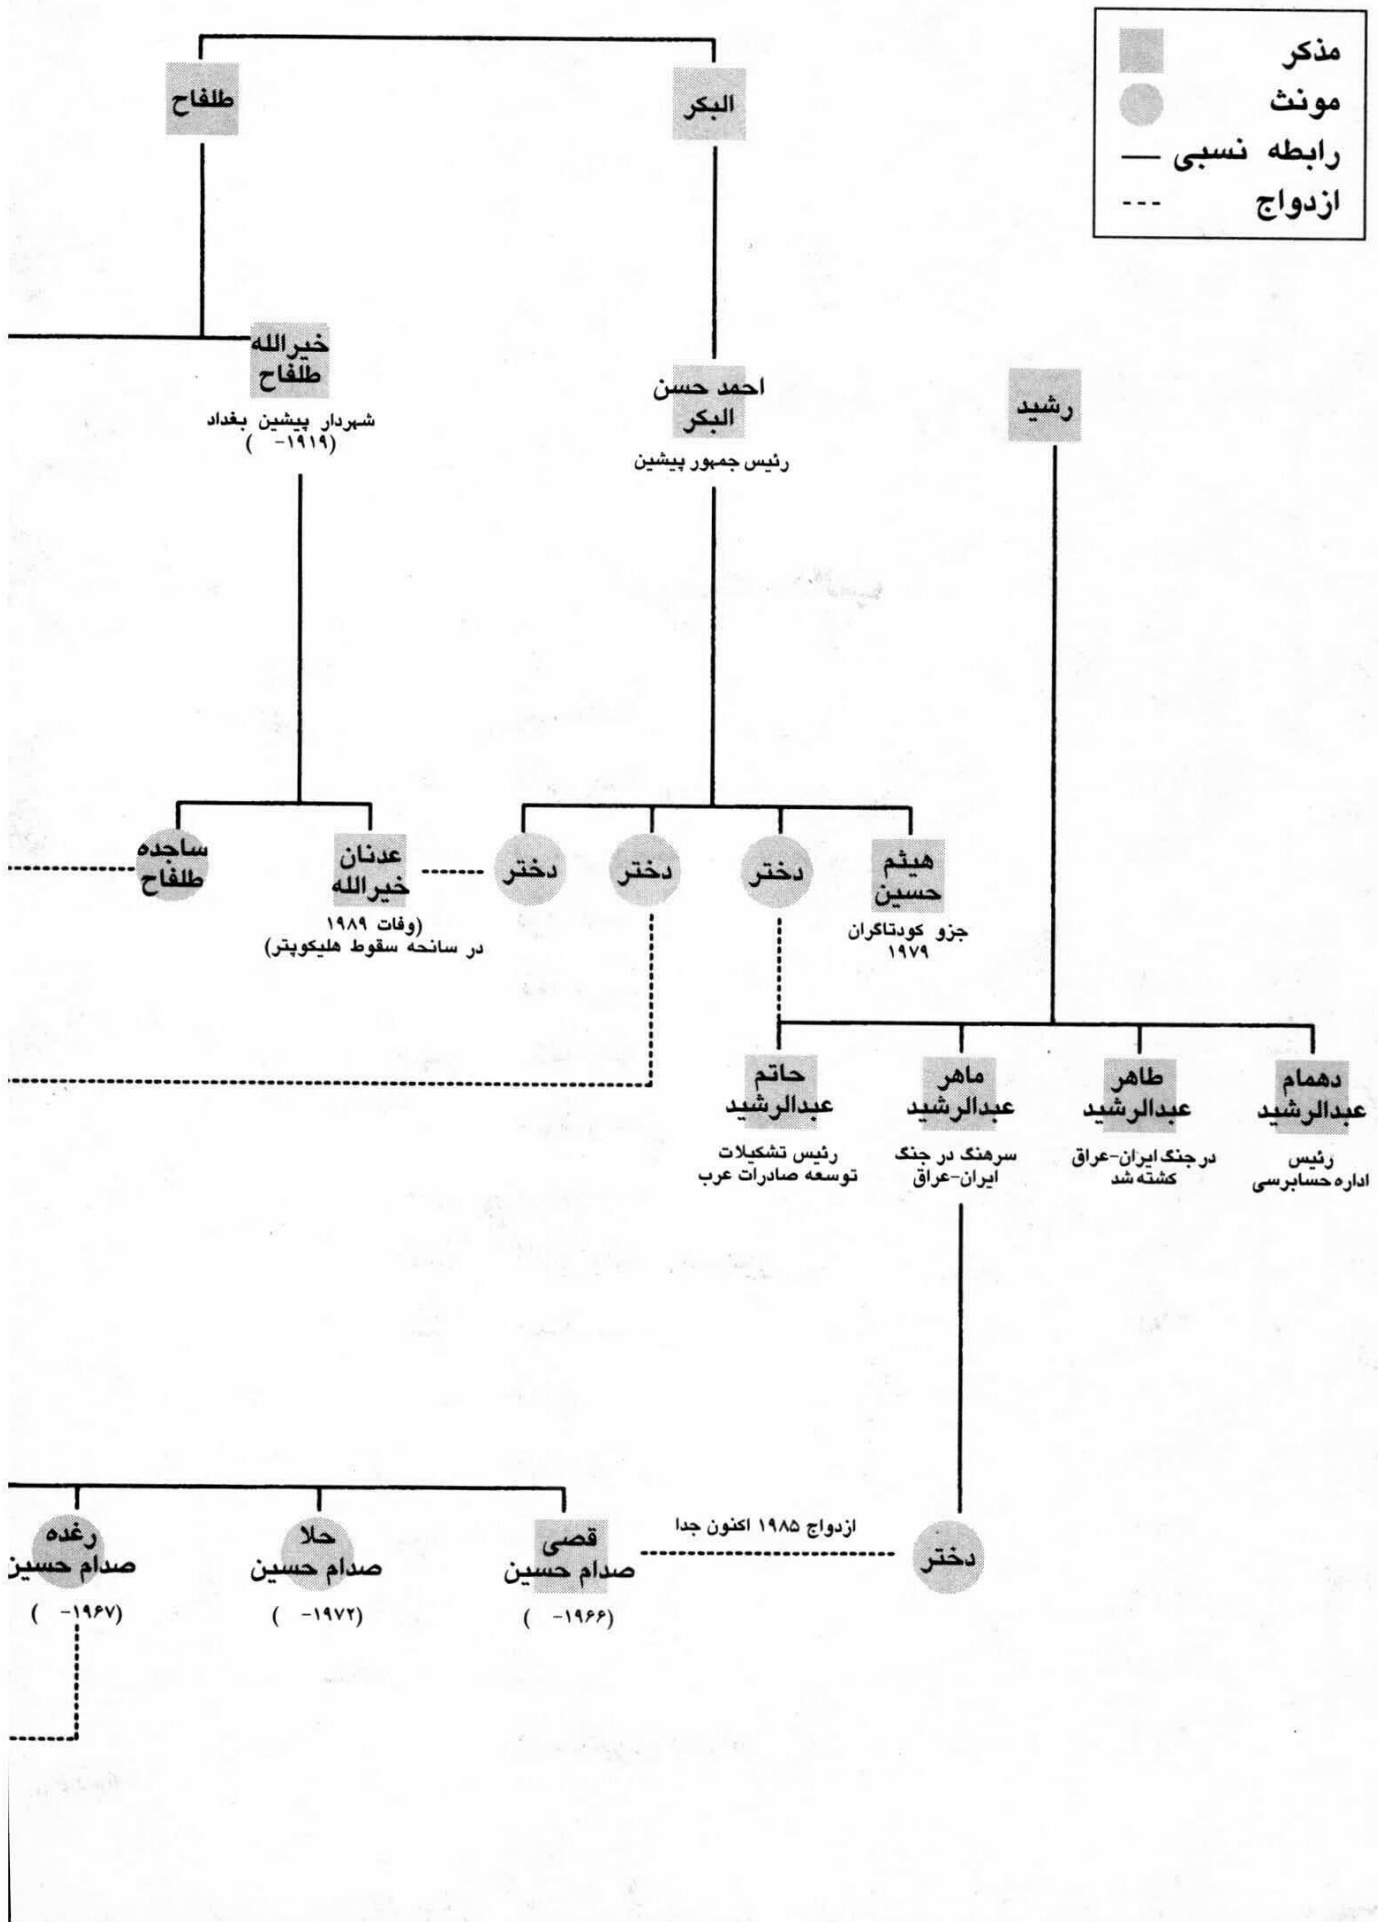 مذکر
مونث
رابطه نسبی
ازدواج
البکر
طلفاح
خیرالله
طلفاح
شهردار پیشین بغداد
(۱۹۱۹- )
احمد حسن
البکر
رئیس جمهور پیشین
رشید
هیثم
حسین
جزو کودتاگران
۱۹۷۹
دختر
دختر
دختر
عدنان
خیرالله
(وفات ۱۹۸۹
در سانحه سقوط هلیکوپتر)
ساجده
طلفاح
دهمام
عبدالرشید
رئیس
اداره حسابرسی
طاهر
عبدالرشید
در جنگ ایران-عراق
کشته شد
ماهر
عبدالرشید
سرهنگ در جنگ
ایران-عراق
حاتم
عبدالرشید
رئیس تشکیلات
توسعه صادرات عرب
دختر
ازدواج ۱۹۸۵ اکنون جدا
قصی
صدام حسین
(۱۹۶۶- )
حلا
صدام حسین
(۱۹۷۲- )
رغده
صدام حسین
(۱۹۶۷- )